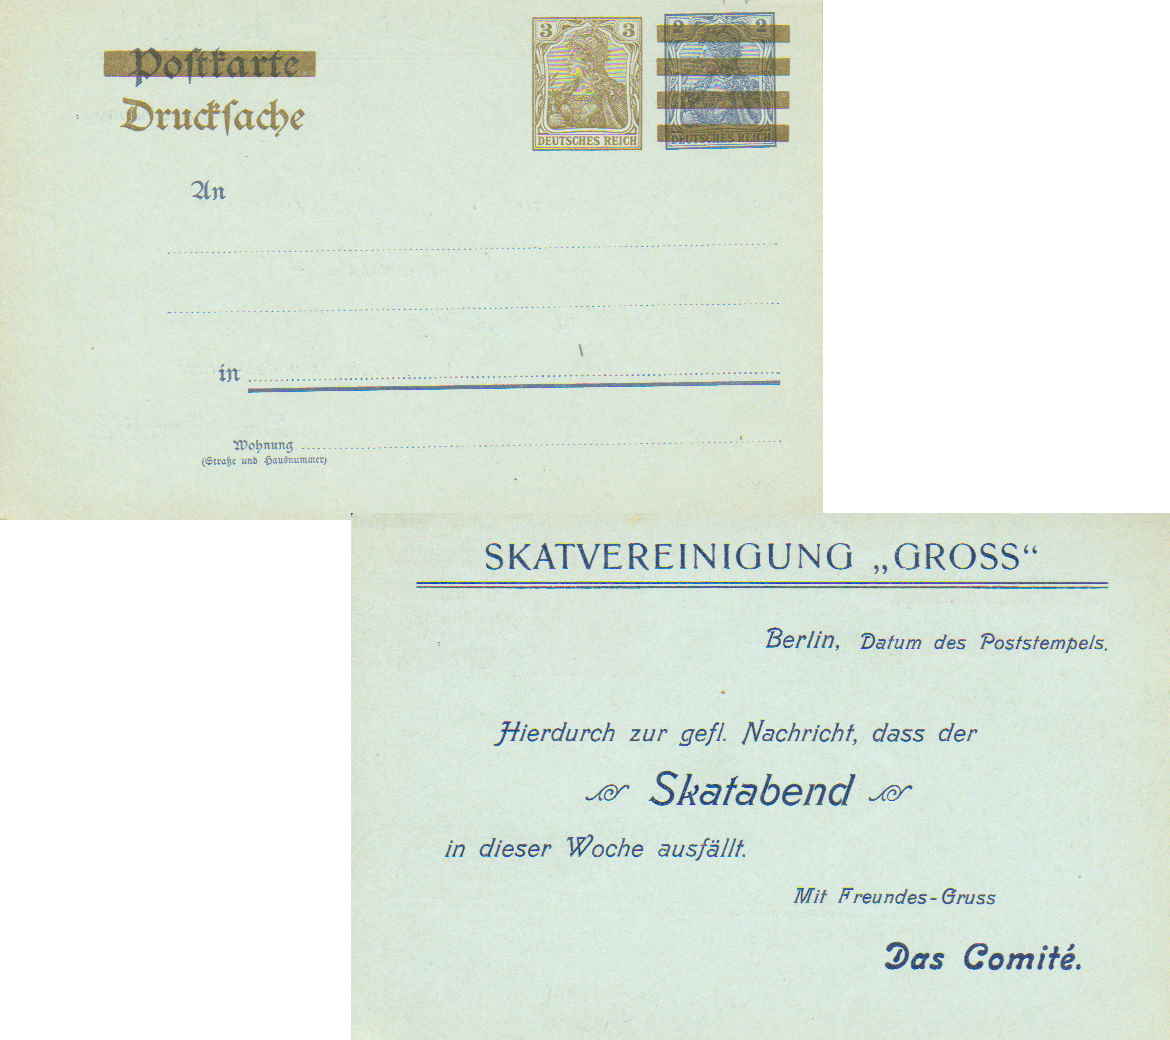 3 3 2 2
Postkarte
Drucksache
DEUTSCHES REICH DEUTSCHES REICH
An
in
Wohnung
(Straße und Hausnummer)
SKATVEREINIGUNG „GROSS“
Berlin, Datum des Poststempels.
Hierdurch zur gefl. Nachricht, dass der
Skatabend
in dieser Woche ausfällt.
Mit Freundes-Gruss
Das Comité.